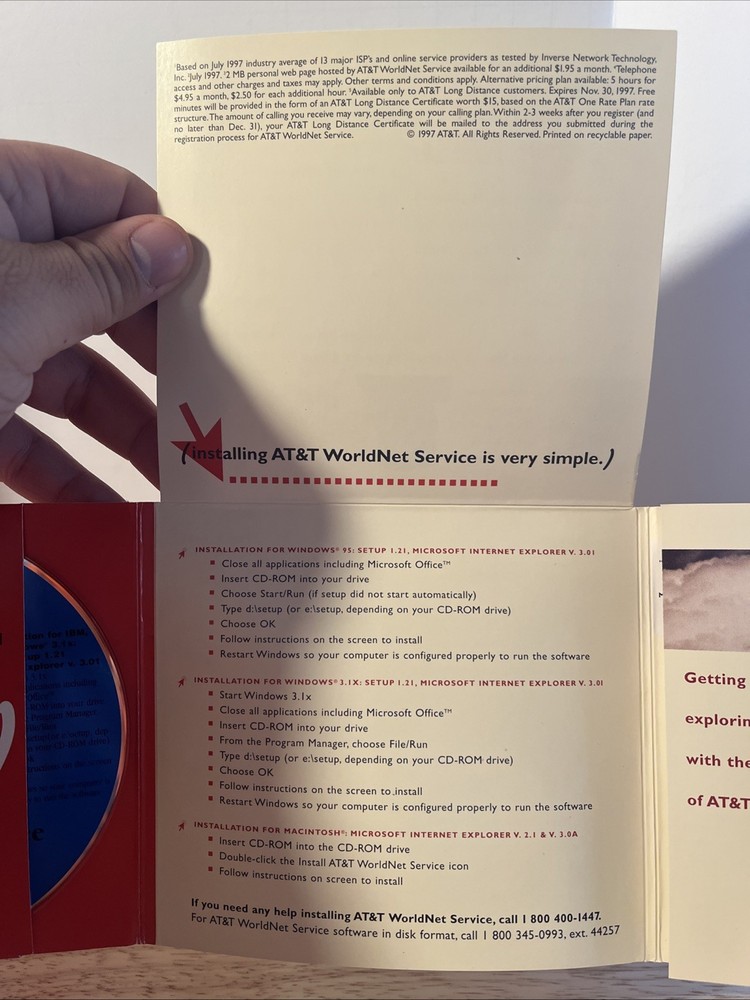 ¹Based on July 1997 industry average of 13 major ISP's and online service providers as tested by Inverse Network Technology,
Inc. ²July 1997. ³2 MB personal web page hosted by AT&T WorldNet Service available for an additional $1.95 a month. ⁴Telephone
access and other charges and taxes may apply. Other terms and conditions apply. Alternative pricing plan available: 5 hours for
$4.95 a month, $2.50 for each additional hour. ⁵Available only to AT&T Long Distance customers. Expires Nov. 30, 1997. Free
minutes will be provided in the form of an AT&T Long Distance Certificate worth $15, based on the AT&T One Rate Plan rate
structure. The amount of calling you receive may vary, depending on your calling plan. Within 2-3 weeks after you register (and
no later than Dec. 31), your AT&T Long Distance Certificate will be mailed to the address you submitted during the
registration process for AT&T WorldNet Service. © 1997 AT&T. All Rights Reserved. Printed on recyclable paper.
(installing AT&T WorldNet Service is very simple.)
INSTALLATION FOR WINDOWS® 95: SETUP 1.21, MICROSOFT INTERNET EXPLORER V. 3.01
Close all applications including Microsoft Office™
Insert CD-ROM into your drive
Choose Start/Run (if setup did not start automatically)
Type d:\setup (or e:\setup, depending on your CD-ROM drive)
Choose OK
Follow instructions on the screen to install
Restart Windows so your computer is configured properly to run the software
INSTALLATION FOR WINDOWS® 3.1X: SETUP 1.21, MICROSOFT INTERNET EXPLORER V. 3.01
Start Windows 3.1x
Close all applications including Microsoft Office™
Insert CD-ROM into your drive
From the Program Manager, choose File/Run
Type d:\setup (or e:\setup, depending on your CD-ROM drive)
Choose OK
Follow instructions on the screen to install
Restart Windows so your computer is configured properly to run the software
INSTALLATION FOR MACINTOSH®: MICROSOFT INTERNET EXPLORER V. 2.1 & V. 3.0A
Insert CD-ROM into the CD-ROM drive
Double-click the Install AT&T WorldNet Service icon
Follow instructions on screen to install
If you need any help installing AT&T WorldNet Service, call 1 800 400-1447.
For AT&T WorldNet Service software in disk format, call 1 800 345-0993, ext. 44257
for IBM,
3.1x:
1.21
v. 3.01
Getting
explorin
with the
of AT&T